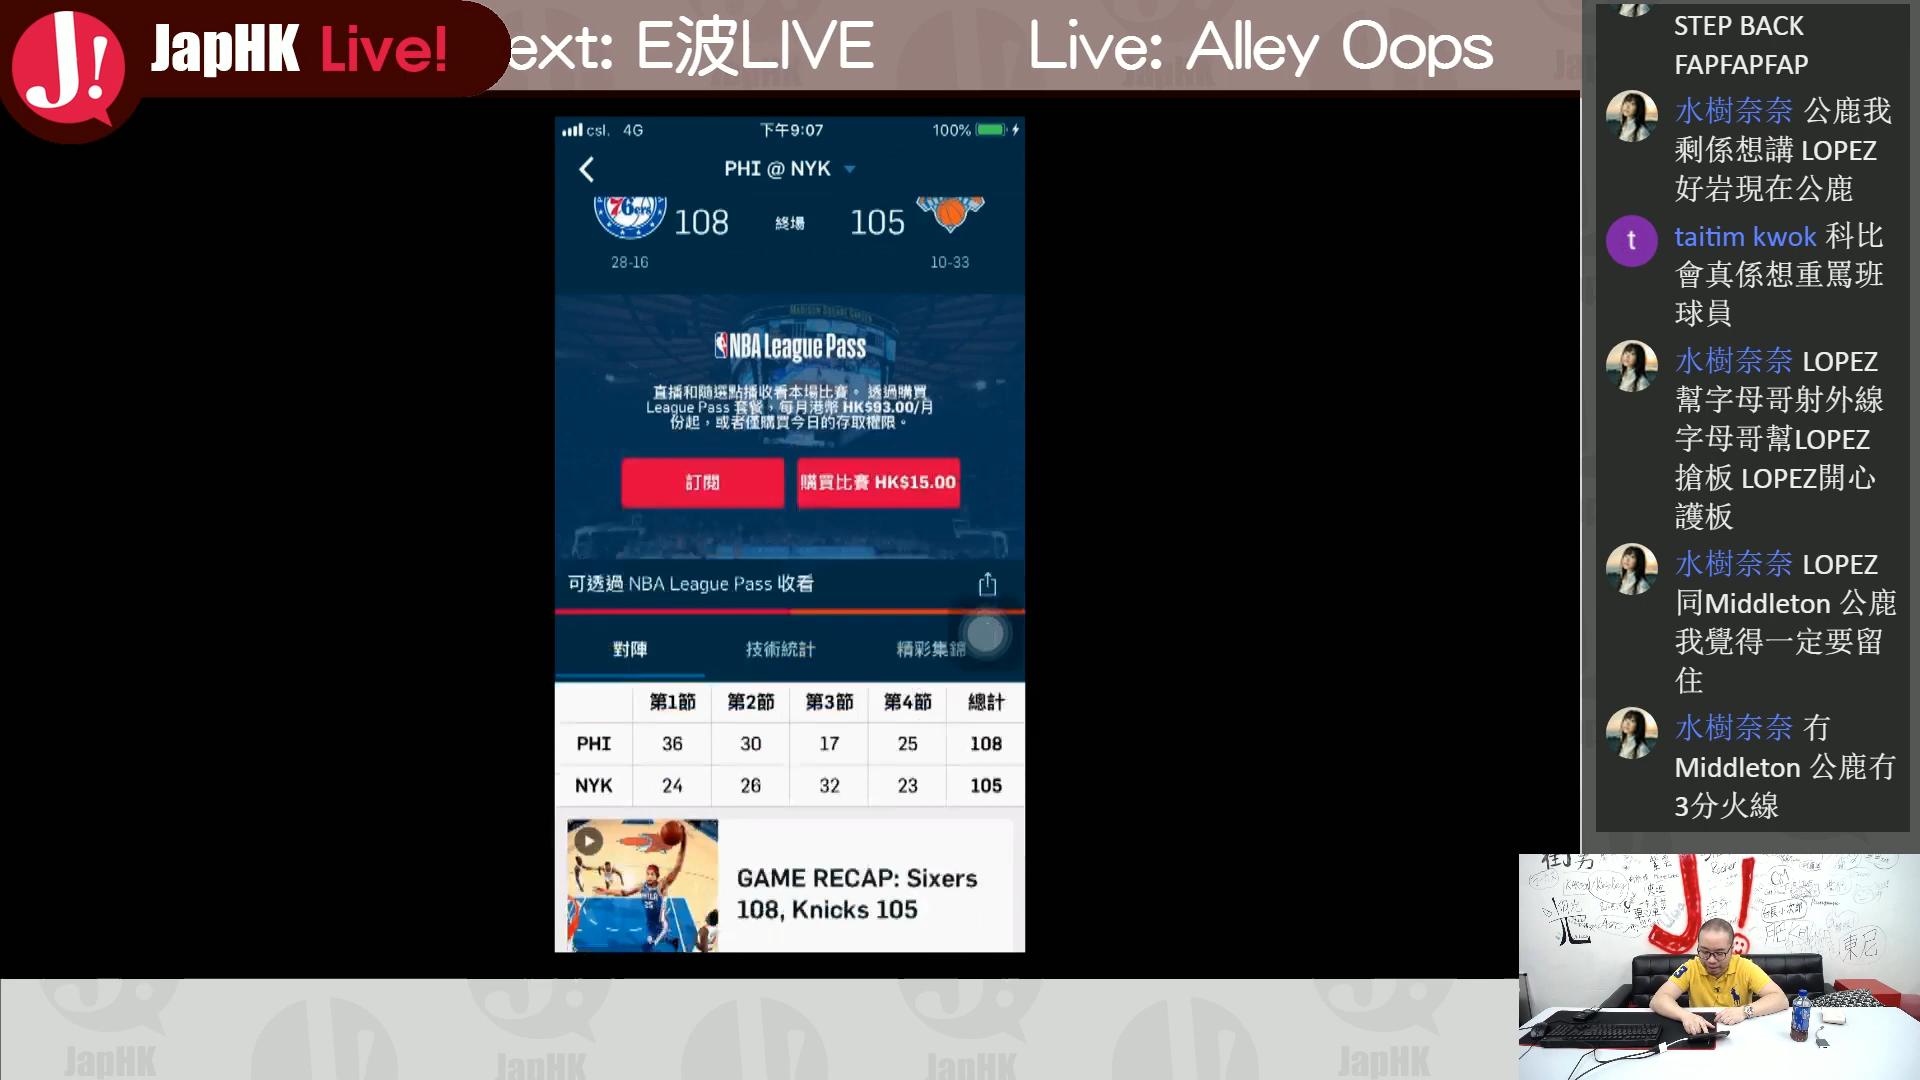 J! JapHK Live!
ext: E波LIVE
Live: Alley Oops
csl. 4G
下午9:07
100%
PHI @ NYK
76ers
108
終場
105
28-16
10-33
MADISON SQUARE GARDEN
NBA League Pass
直播和隨選點播收看本場比賽。 透過購買
League Pass 套餐，每月港幣 HK$93.00/月
份起，或者僅購買今日的存取權限。
訂閱
購買比賽 HK$15.00
可透過 NBA League Pass 收看
對陣
技術統計
精彩集錦
第1節 第2節 第3節 第4節 總計
PHI 36 30 17 25 108
NYK 24 26 32 23 105
GAME RECAP: Sixers
108, Knicks 105
STEP BACK
FAPFAPFAP
水樹奈奈 公鹿我
剩係想講 LOPEZ
好岩現在公鹿
t
taitim kwok 科比
會真係想重罵班
球員
水樹奈奈 LOPEZ
幫字母哥射外線
字母哥幫LOPEZ
搶板 LOPEZ開心
護板
水樹奈奈 LOPEZ
同Middleton 公鹿
我覺得一定要留
住
水樹奈奈 冇
Middleton 公鹿冇
3分火線
J!
東尼
JapHK
JapHK
JapHK
JapHK